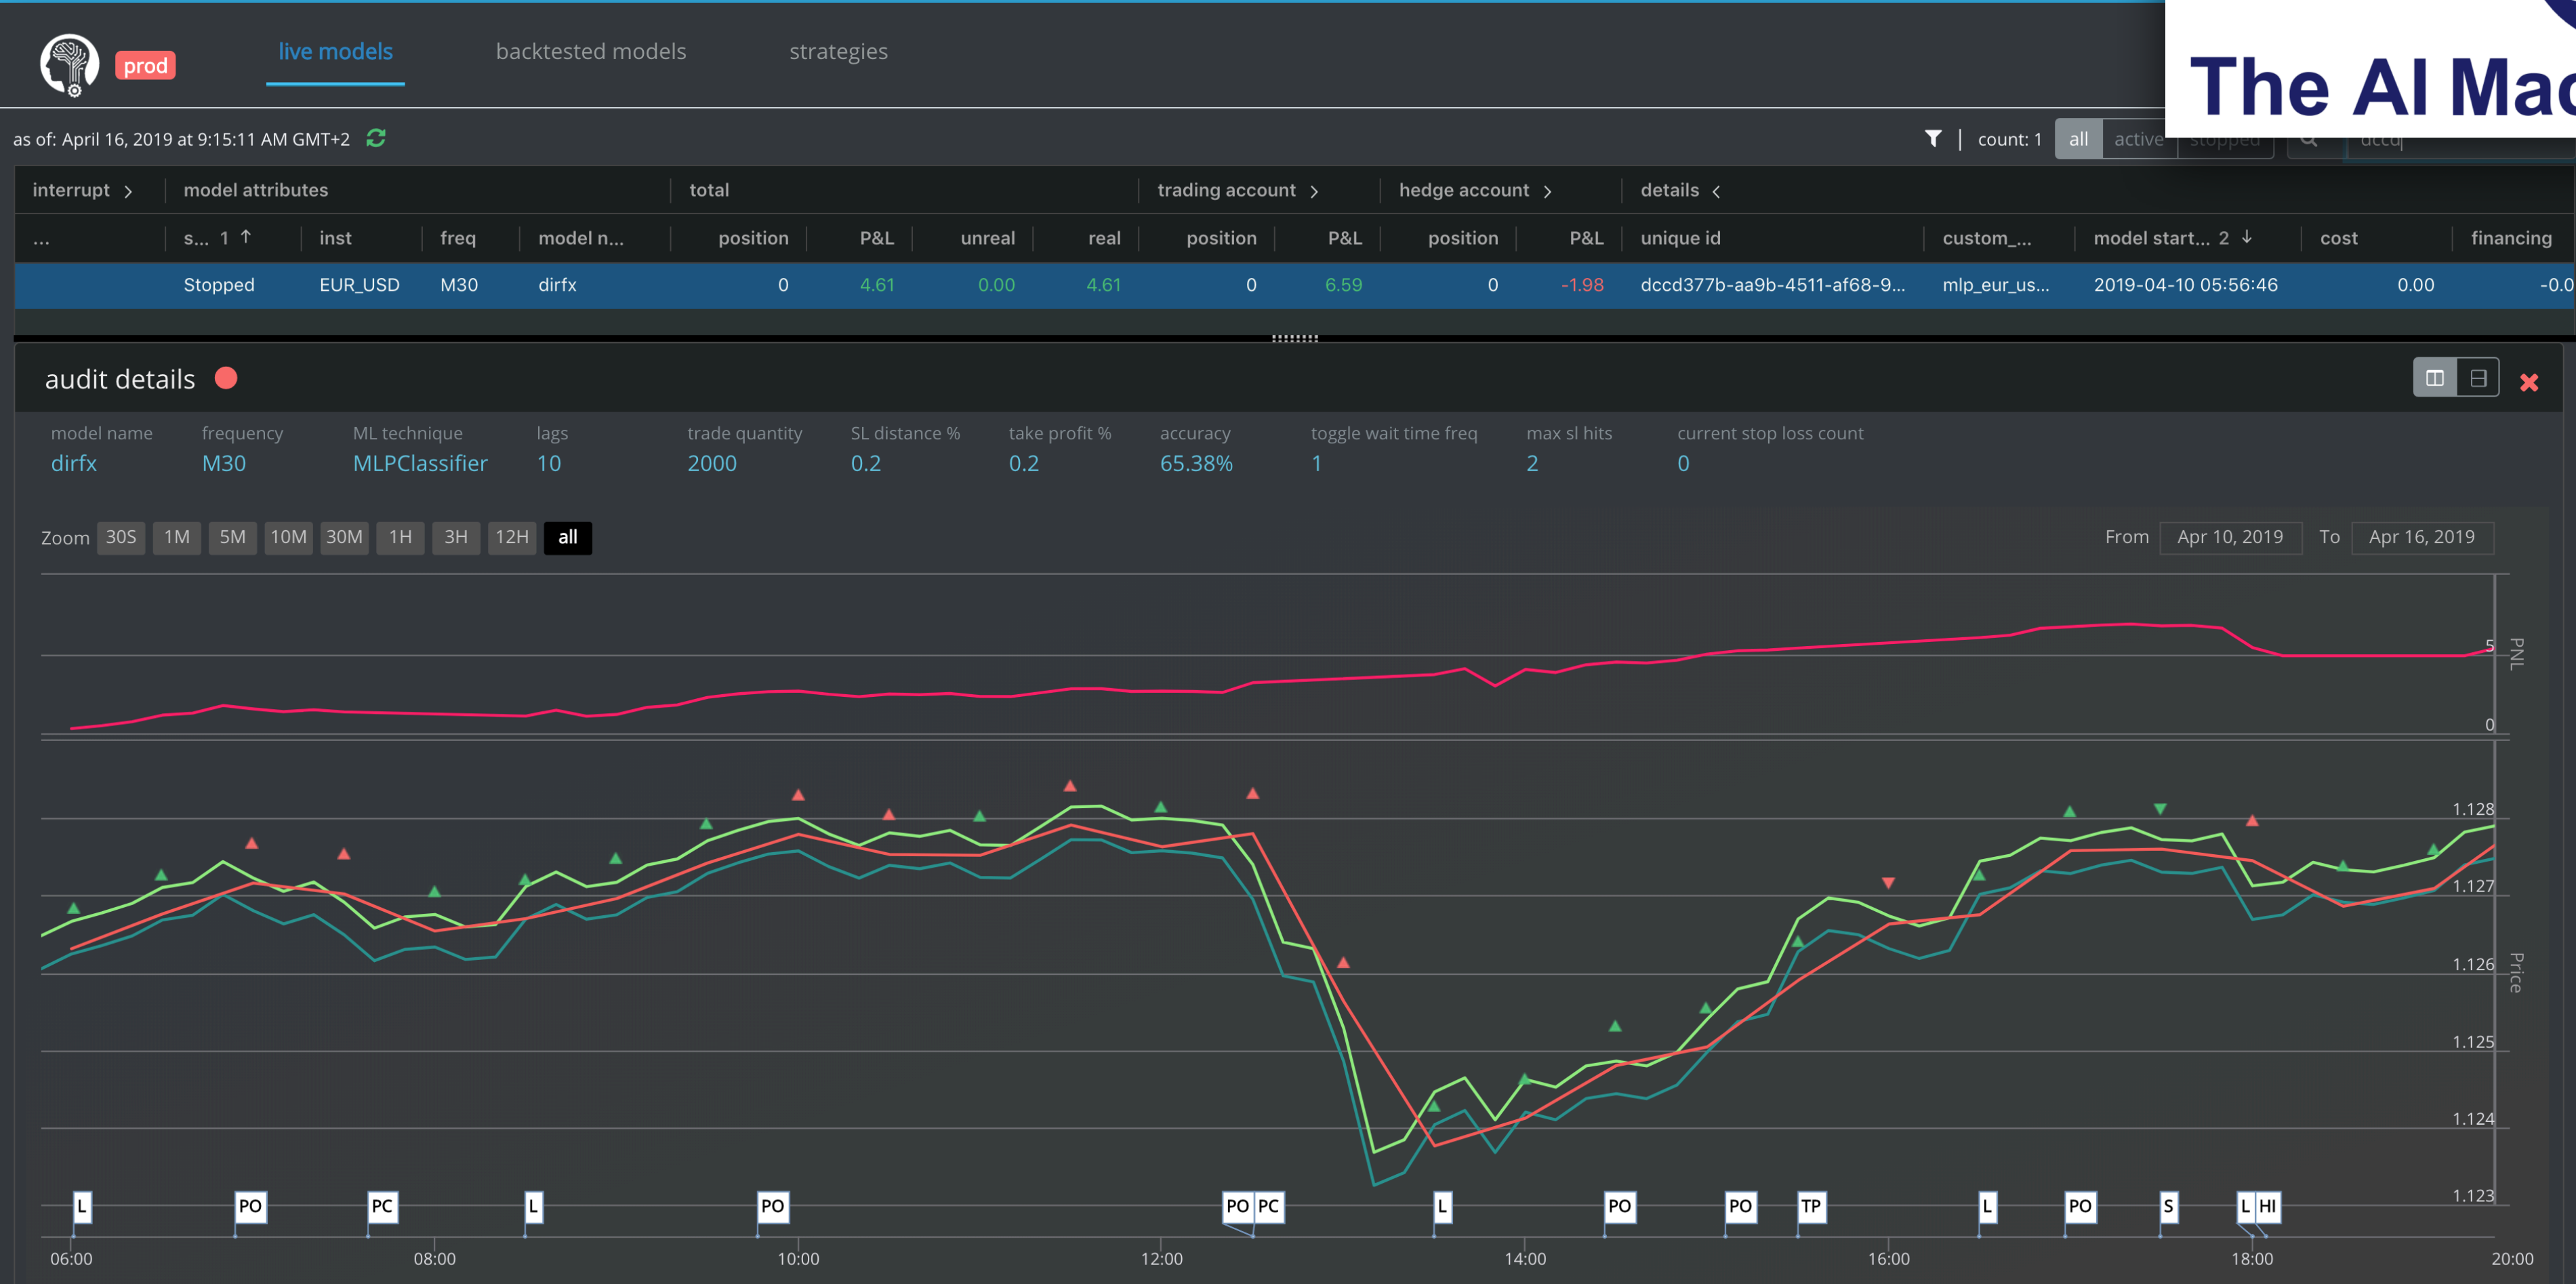 The AI Mac
prod
live models
backtested models
strategies
as of: April 16, 2019 at 9:15:11 AM GMT+2
count: 1
all
active
stopped
dccd
interrupt > model attributes total trading account > hedge account > details <
... s... 1 ↑ inst freq model n... position P&L unreal real position P&L position P&L unique id custom_... model start... 2 ↓ cost financing
Stopped EUR_USD M30 dirfx 0 4.61 0.00 4.61 0 6.59 0 -1.98 dccd377b-aa9b-4511-af68-9... mlp_eur_us... 2019-04-10 05:56:46 0.00 -0.0
audit details
model name frequency ML technique lags trade quantity SL distance % take profit % accuracy toggle wait time freq max sl hits current stop loss count
dirfx M30 MLPClassifier 10 2000 0.2 0.2 65.38% 1 2 0
Zoom 30S 1M 5M 10M 30M 1H 3H 12H all
From Apr 10, 2019 To Apr 16, 2019
5
PNL
0
1.128
1.127
1.126
Price
1.125
1.124
1.123
L PO PC L PO PO PC L PO PO TP L PO S L HI
06:00 08:00 10:00 12:00 14:00 16:00 18:00 20:00